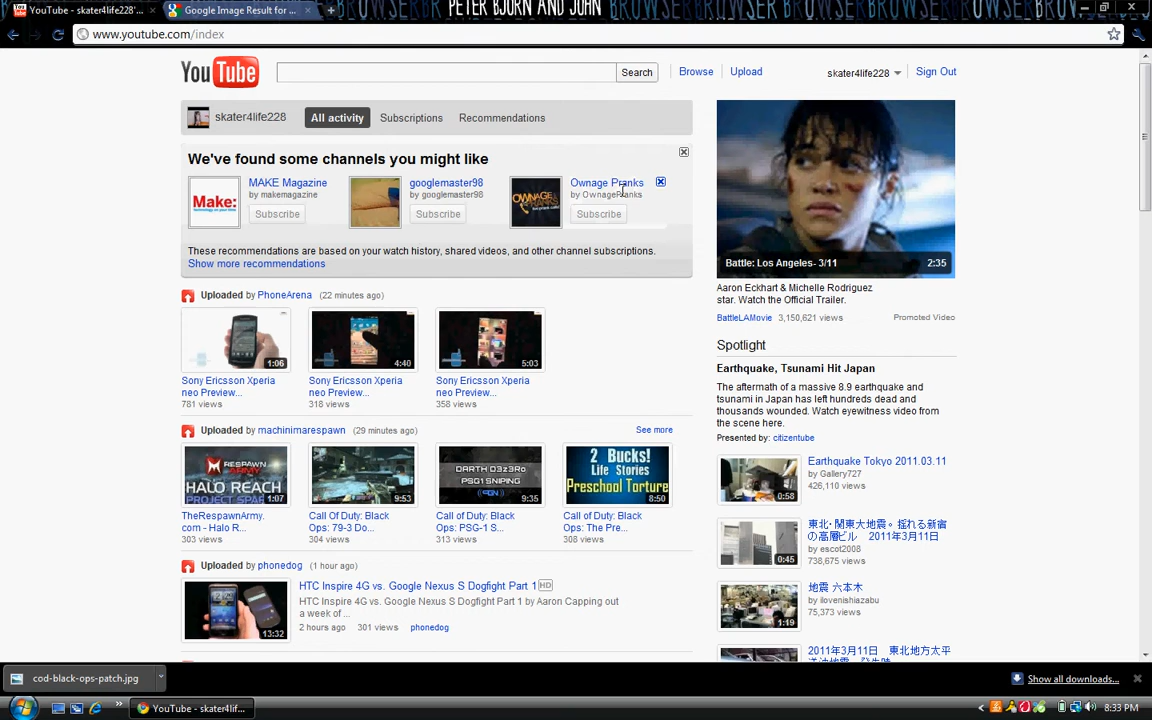 BROWSER PETER BJORN AND JOHN BROWSER
YouTube - skater4life228'... × Google Image Result for ... × +
www.youtube.com/index
YouTube Search Browse Upload skater4life228 Sign Out
skater4life228 All activity Subscriptions Recommendations
We've found some channels you might like
MAKE Magazine googlemaster98 Ownage Pranks
by makemagazine by googlemaster98 by OwnagePranks
Make:
technology on your time
OWNAGE
PRANKS
Subscribe Subscribe Subscribe
These recommendations are based on your watch history, shared videos, and other channel subscriptions.
Show more recommendations
Uploaded by PhoneArena (22 minutes ago)
1:06 4:40 5:03
Sony Ericsson Xperia Sony Ericsson Xperia Sony Ericsson Xperia
neo Preview... neo Preview... neo Preview...
781 views 318 views 358 views
Uploaded by machinimarespawn (29 minutes ago) See more
RESPAWN
ARMY
HALO REACH
PROJECT SPAR
1:07
9:53
DARTH D3z3Ro
PSG1 SNIPING
9:35
2 Bucks!
Life Stories
Preschool Torture
8:50
TheRespawnArmy. Call Of Duty: Black Call Of Duty: Black Call Of Duty: Black
com - Halo R... Ops: 79-3 Do... Ops: PSG-1 S... Ops: The Pre...
303 views 304 views 313 views 308 views
Uploaded by phonedog (1 hour ago)
13:32
HTC Inspire 4G vs. Google Nexus S Dogfight Part 1 HD
HTC Inspire 4G vs. Google Nexus S Dogfight Part 1 by Aaron Capping out
a week of ...
2 hours ago 301 views phonedog
Battle: Los Angeles- 3/11 2:35
Aaron Eckhart & Michelle Rodriguez
star. Watch the Official Trailer.
BattleLAMovie 3,150,621 views Promoted Video
Spotlight
Earthquake, Tsunami Hit Japan
The aftermath of a massive 8.9 earthquake and
tsunami in Japan has left hundreds dead and
thousands wounded. Watch eyewitness video from
the scene here.
Presented by: citizentube
0:58
Earthquake Tokyo 2011.03.11
by Gallery727
426,110 views
0:45
東北・関東大地震。揺れる新宿
の高層ビル 2011年3月11日
by escot2008
738,675 views
1:19
地震 六本木
by ilovenishiazabu
75,373 views
2011年3月11日 東北地方太平
cod-black-ops-patch.jpg Show all downloads...
YouTube - skater4lif... 8:33 PM